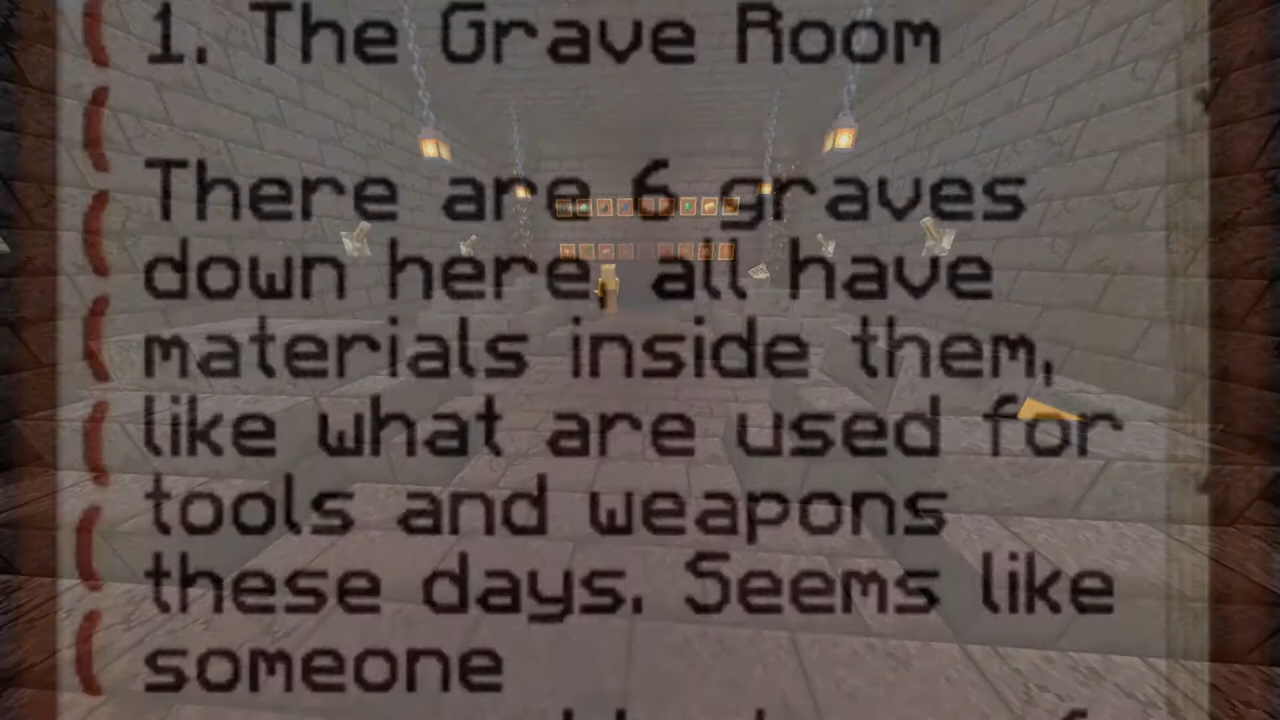 1. The Grave Room
There are 6 graves
down here, all have
materials inside them,
like what are used for
tools and weapons
these days. Seems like
someone